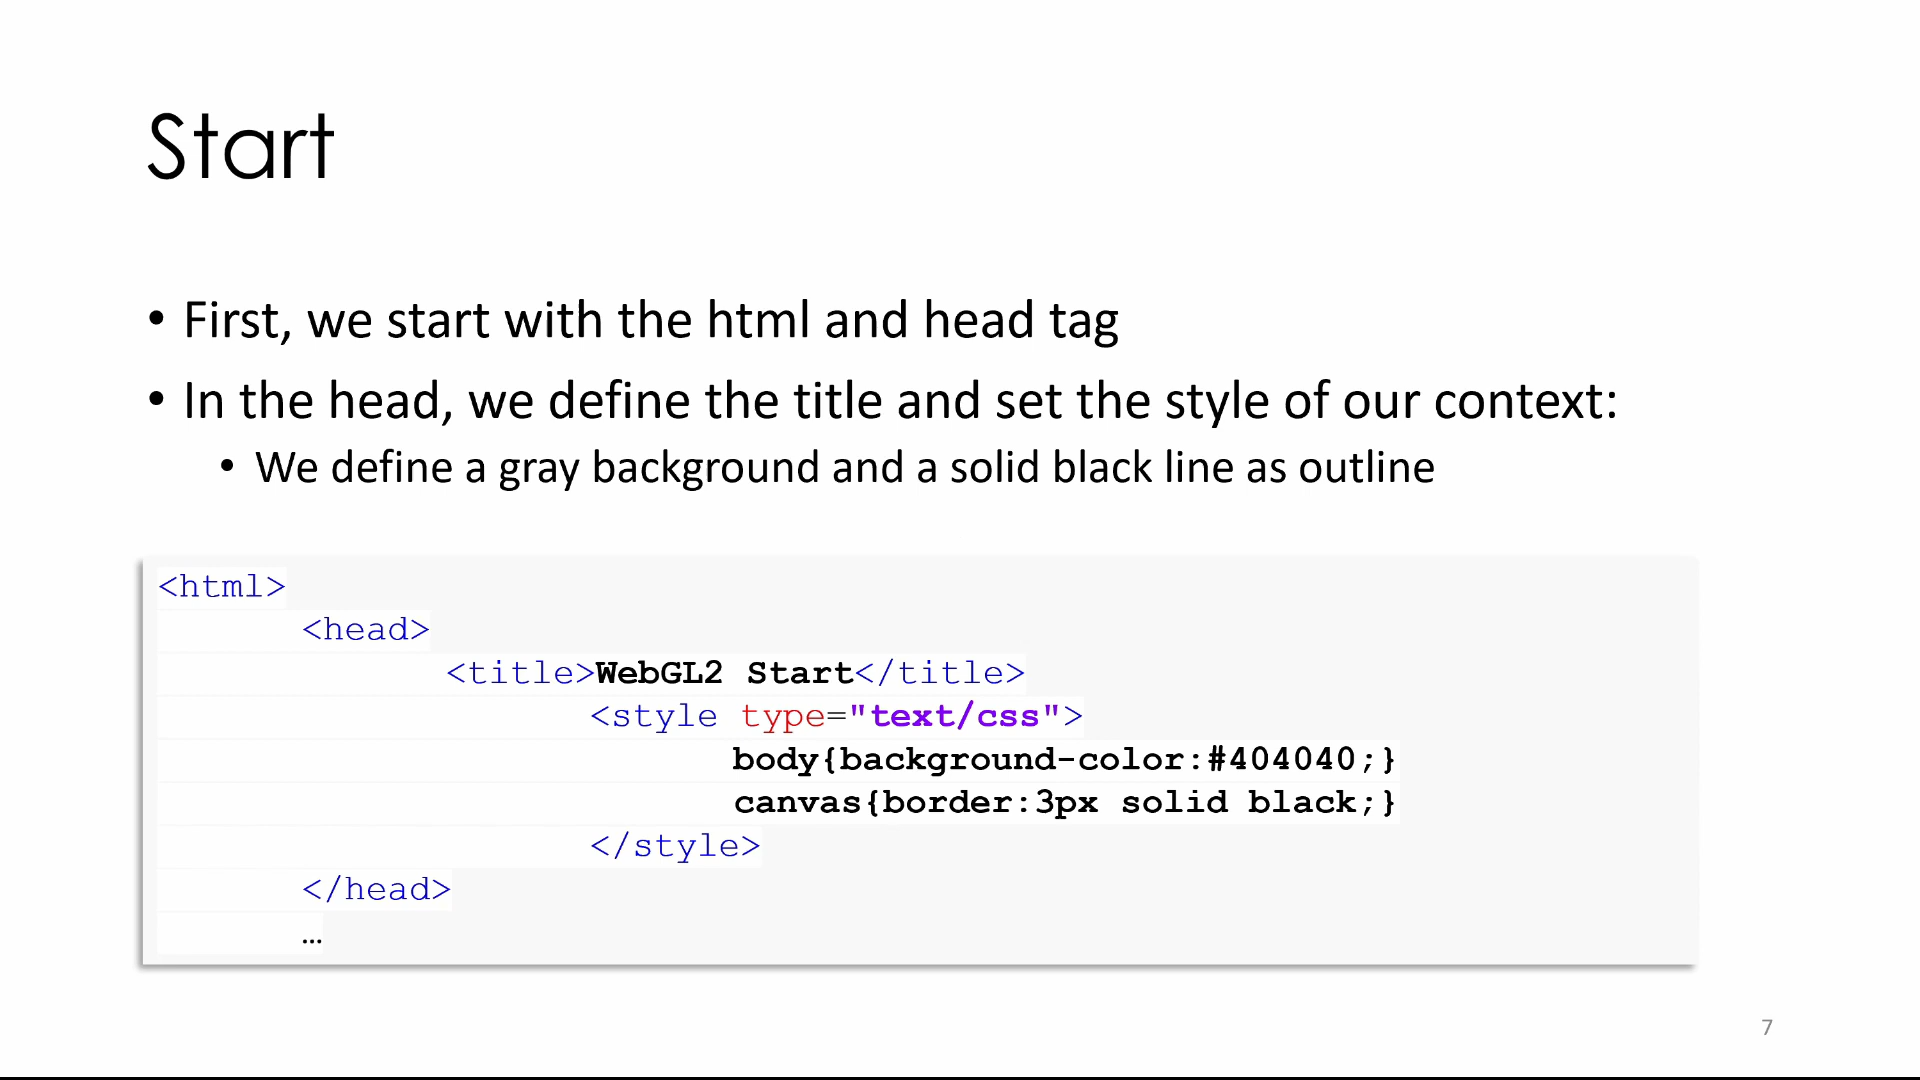 Start
• First, we start with the html and head tag
• In the head, we define the title and set the style of our context:
• We define a gray background and a solid black line as outline
<html>
<head>
<title>WebGL2 Start</title>
<style type="text/css">
body{background-color:#404040;}
canvas{border:3px solid black;}
</style>
</head>
…
7